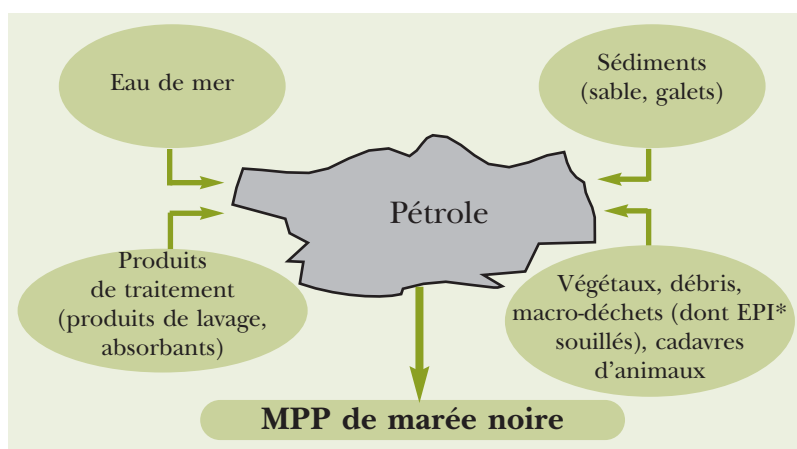 Eau de mer
Sédiments
(sable, galets)
Pétrole
Produits
de traitement
(produits de lavage,
absorbants)
Végétaux, débris,
macro-déchets (dont EPI*
souillés), cadavres
d’animaux
MPP de marée noire